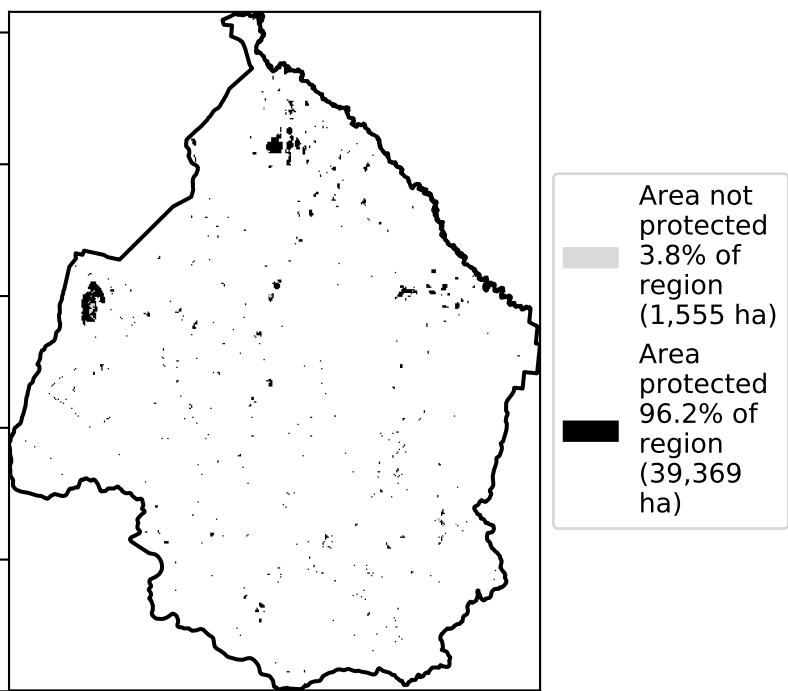 Area not
protected
3.8% of
region
(1,555 ha)
Area
protected
96.2% of
region
(39,369
ha)